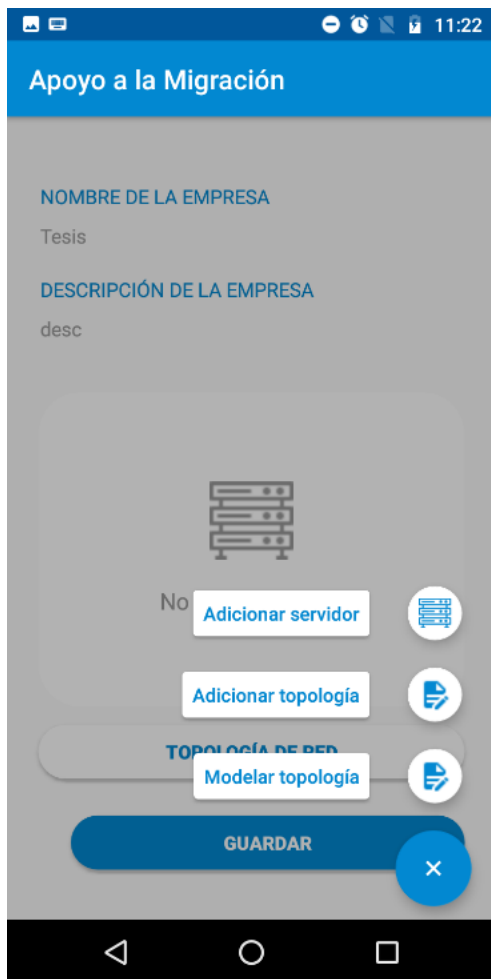 11:22
Apoyo a la Migración
NOMBRE DE LA EMPRESA
Tesis
DESCRIPCIÓN DE LA EMPRESA
desc
No
Adicionar servidor
Adicionar topología
TOPOLOGÍA DE RED
Modelar topología
GUARDAR